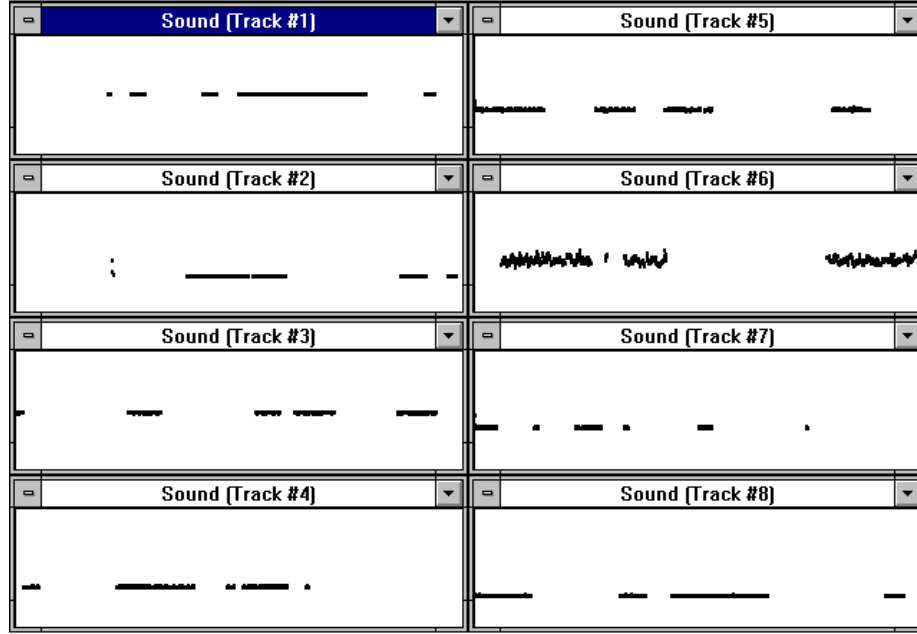 Sound (Track #1)
Sound (Track #5)
Sound (Track #2)
Sound (Track #6)
Sound (Track #3)
Sound (Track #7)
Sound (Track #4)
Sound (Track #8)